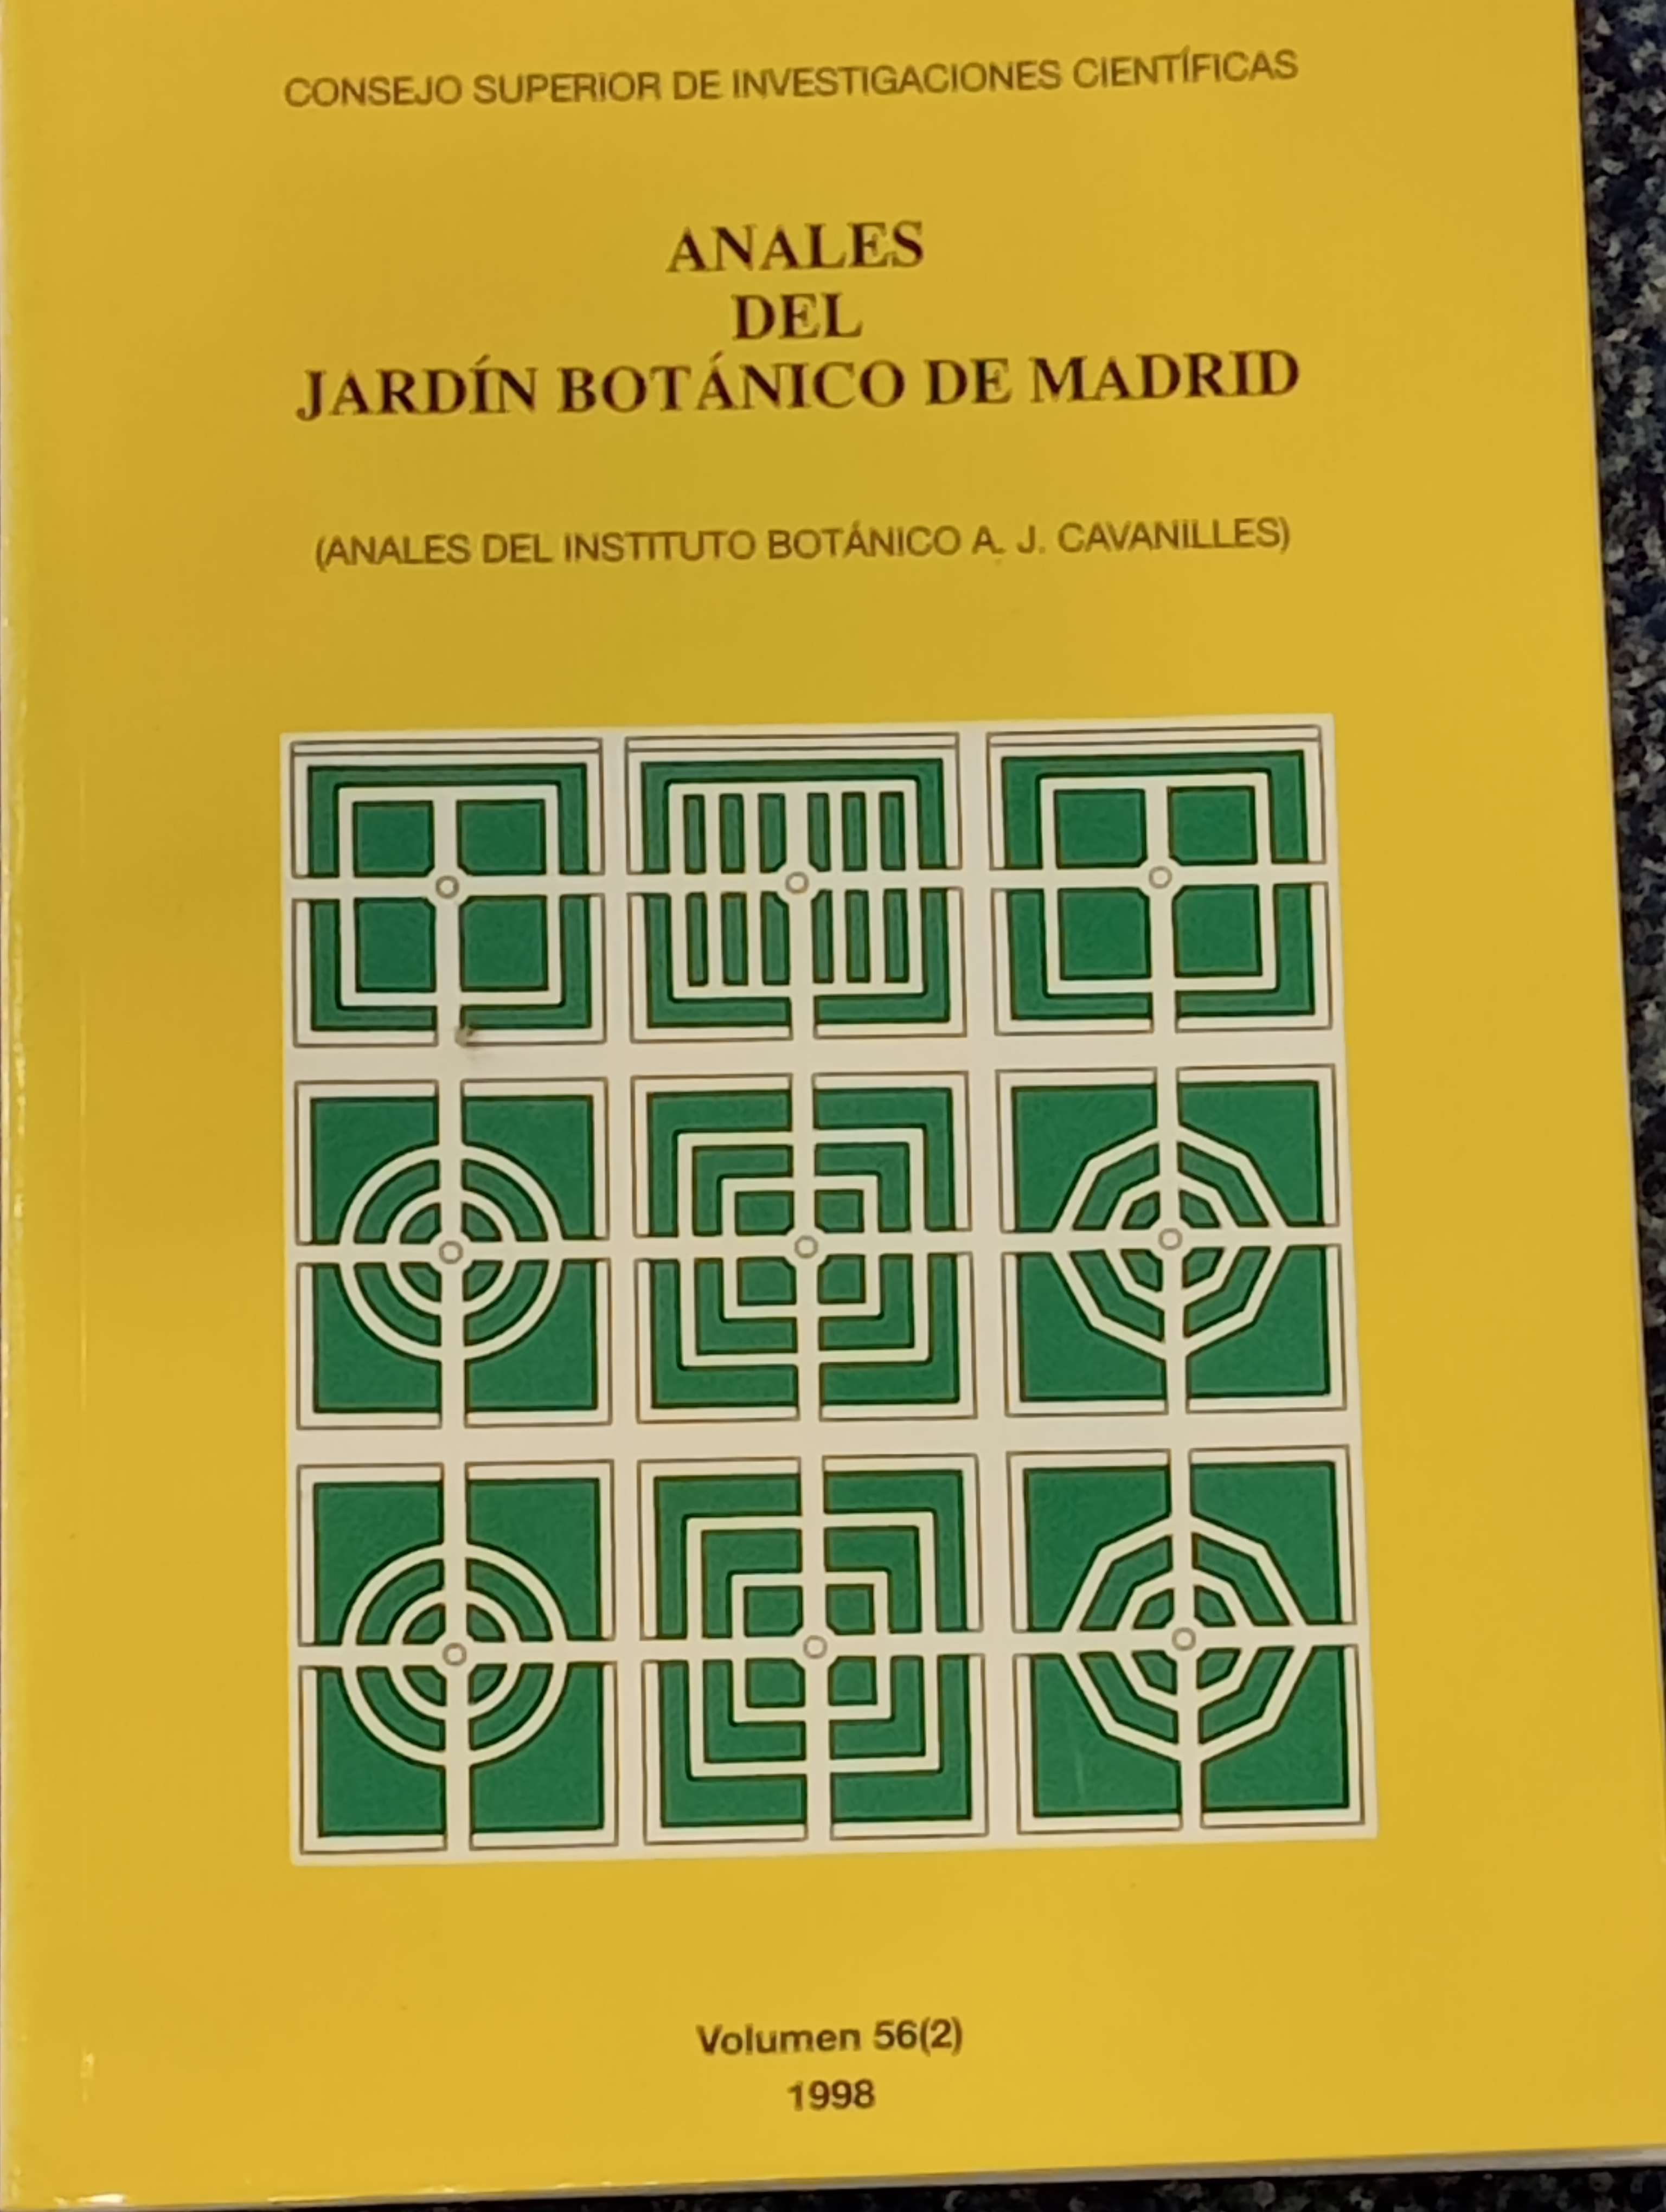 CONSEJO SUPERIOR DE INVESTIGACIONES CIENTÍFICAS
ANALES
DEL
JARDÍN BOTÁNICO DE MADRID
(ANALES DEL INSTITUTO BOTÁNICO A. J. CAVANILLES)
Volumen 56(2)
1998